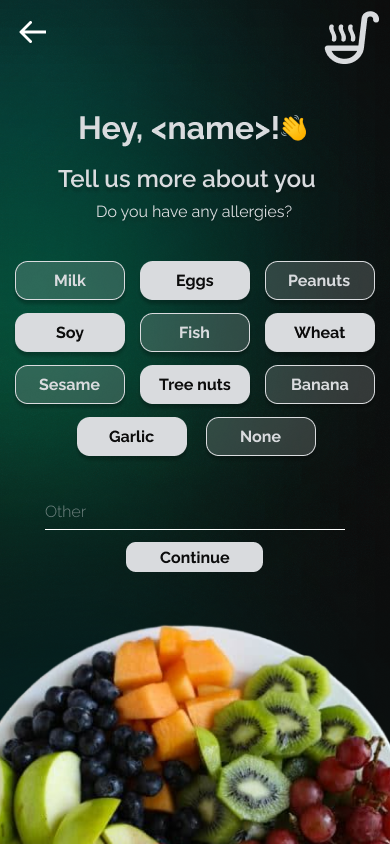 Hey, <name>!👋
Tell us more about you
Do you have any allergies?
Milk Eggs Peanuts
Soy Fish Wheat
Sesame Tree nuts Banana
Garlic None
Other
Continue